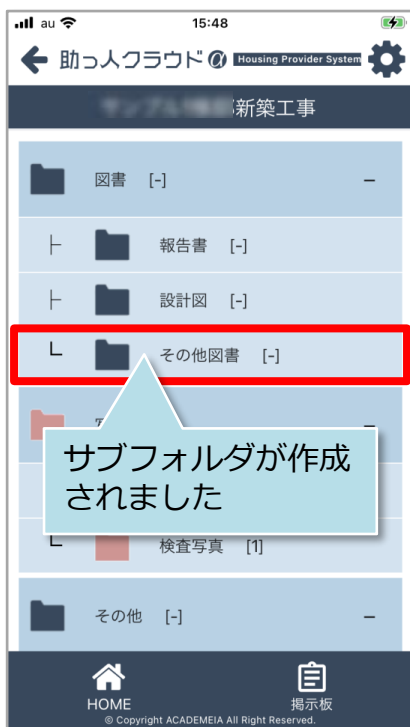 au 15:48
助っ人クラウドα Housing Provider System
新築工事
図書 [-] −
├ 報告書 [-]
├ 設計図 [-]
└ その他図書 [-]
サブフォルダが作成
されました
└ 検査写真 [1]
その他 [-] −
HOME 掲示板
© Copyright ACADEMEIA All Right Reserved.